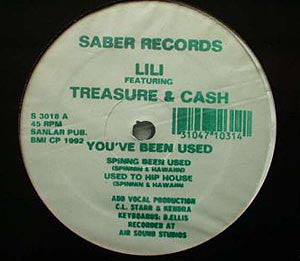 SABER RECORDS
LILI
FEATURING
TREASURE & CASH
S 3018 A
45 RPM
SANLAR PUB.
BMI CP 1992
31047 10314
YOU'VE BEEN USED
SPINNG BEEN USED
(SPINNIN & HAWAHN)
USED TO HIP HOUSE
(SPINNIN & HAWAHN)
ADD VOCAL PRODUCTION
C.L. STARR & KENDRA
KEYBOARDS: B.ELLIS
RECORDED AT
AIR SOUND STUDIOS